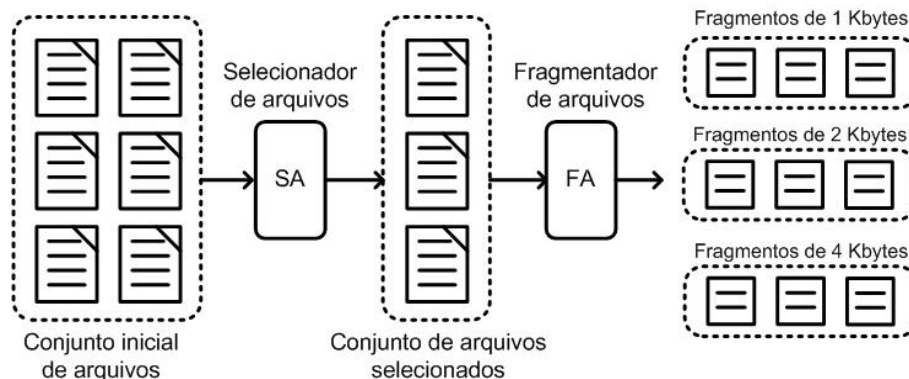 Selecionador
de arquivos
SA
Fragmentador
de arquivos
FA
Fragmentos de 1 Kbytes
Fragmentos de 2 Kbytes
Fragmentos de 4 Kbytes
Conjunto inicial
de arquivos
Conjunto de arquivos
selecionados